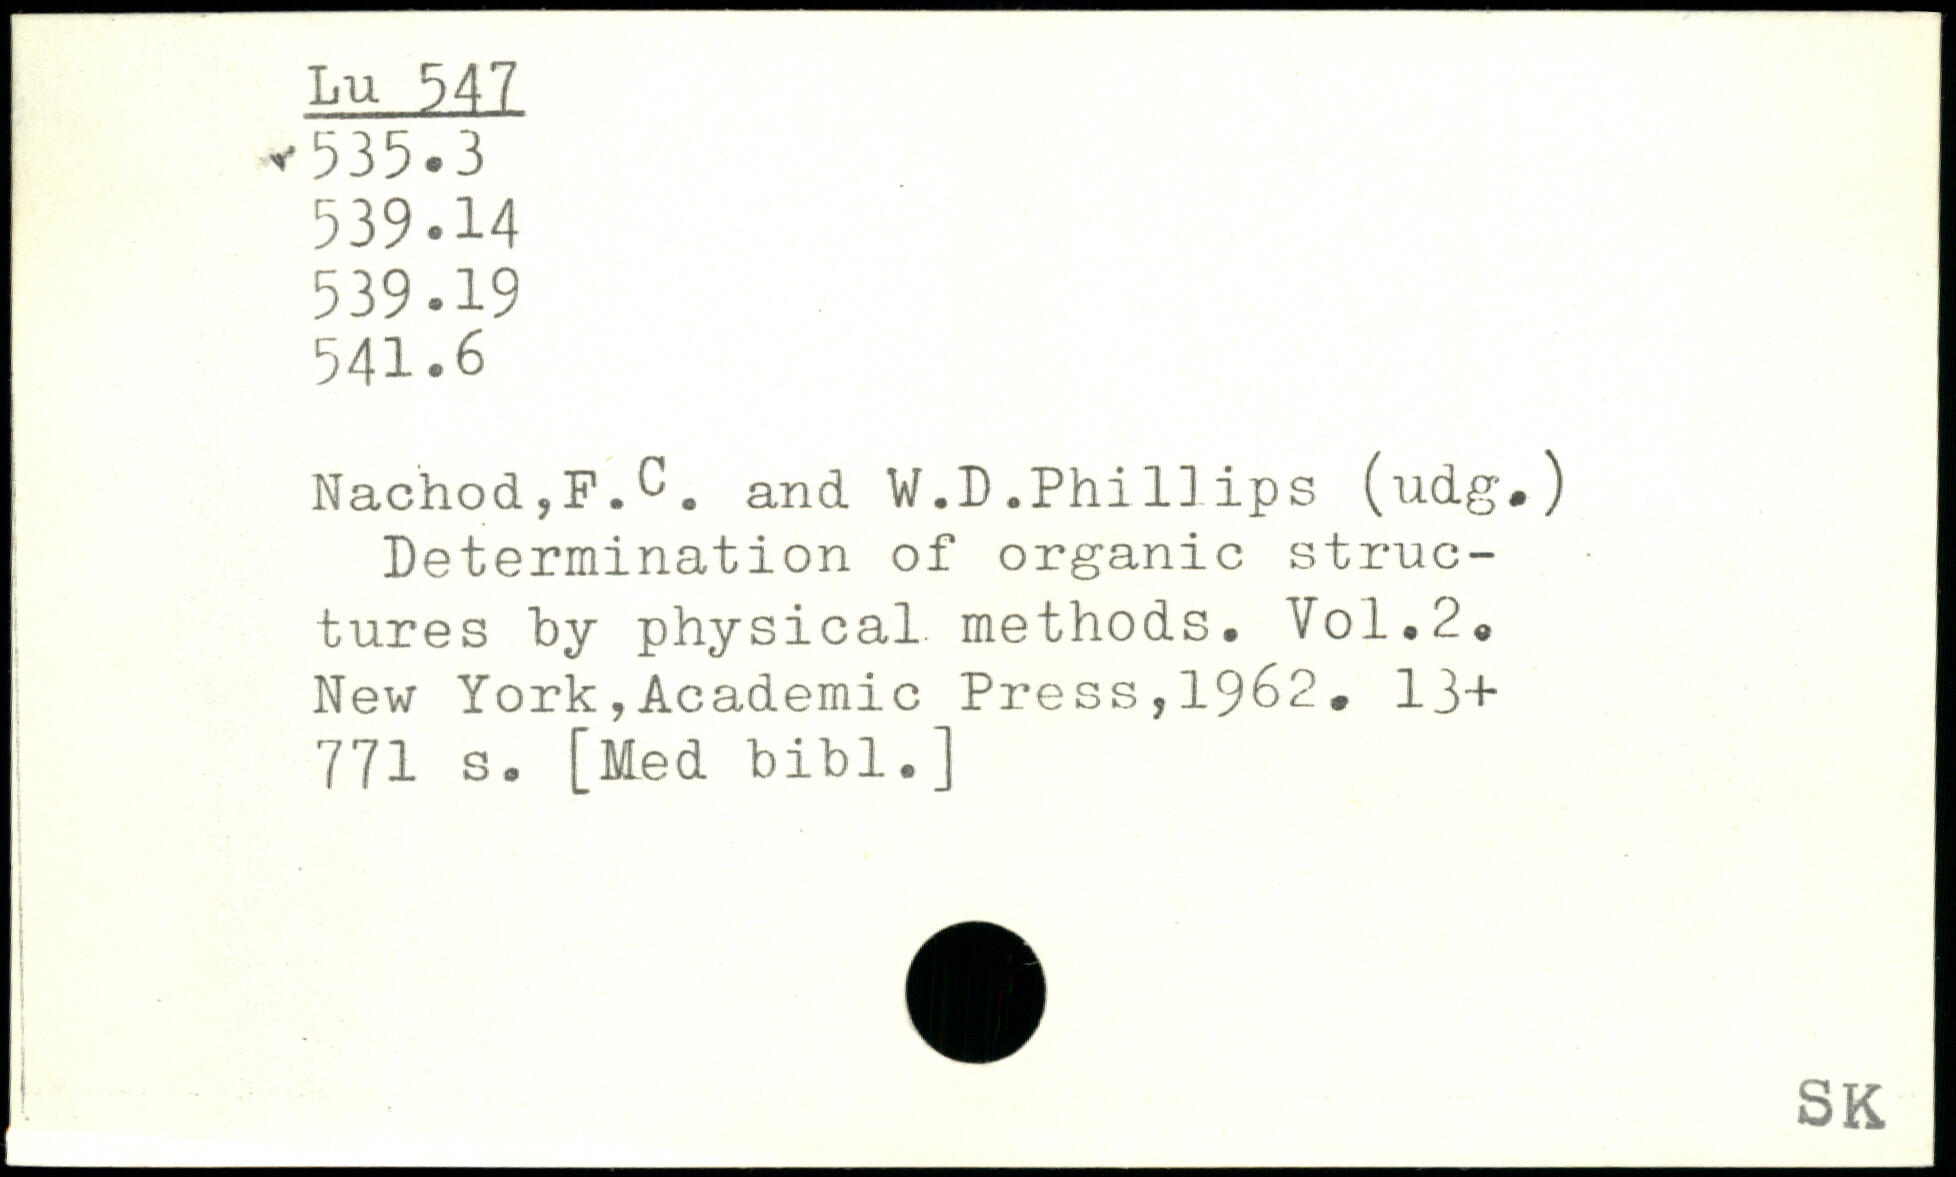 Lu 547
535.3
539.14
539.19
541.6
Nachod,F.C. and W.D.Phillips (udg.)
Determination of organic struc-
tures by physical methods. Vol.2.
New York,Academic Press,1962. 13+
771 s. [Med bibl.]
SK